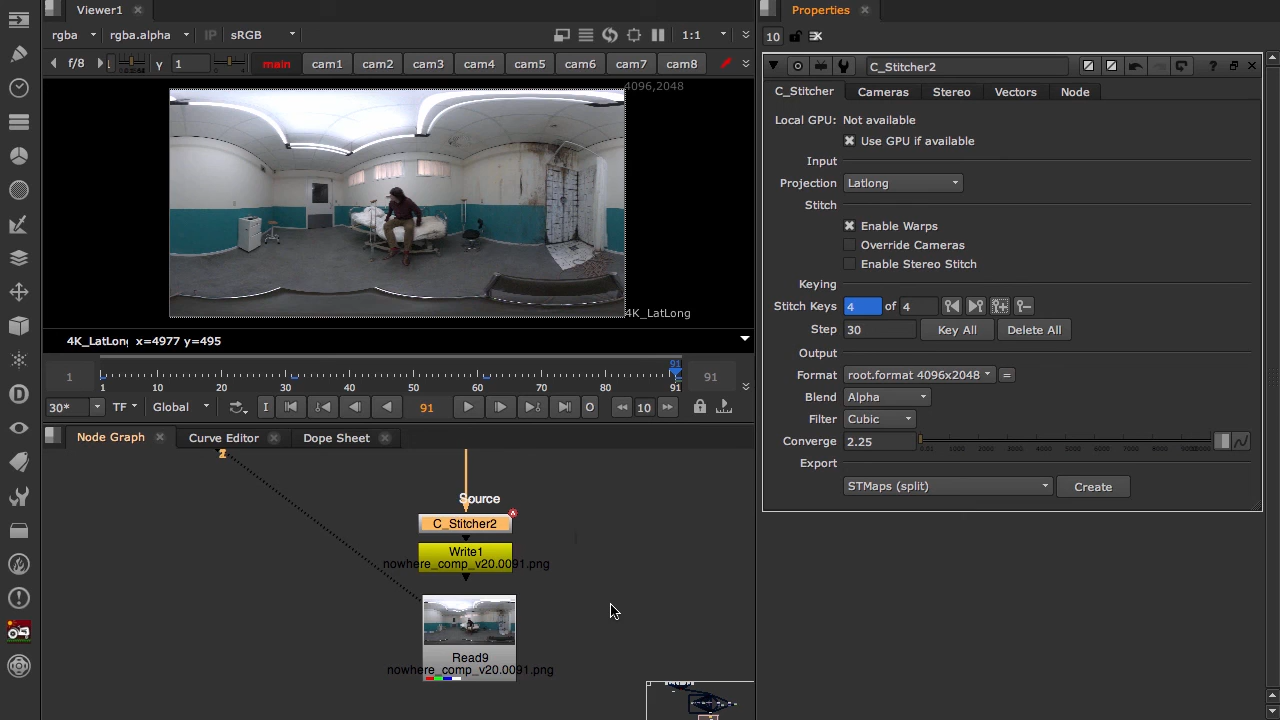 Viewer1
rgba rgba.alpha IP sRGB 1:1
f/8 y 1 main cam1 cam2 cam3 cam4 cam5 cam6 cam7 cam8
4096,2048
4K_LatLong
4K_LatLong x=4977 y=495
91
1 91
1 10 20 30 40 50 60 70 80 91
30* TF Global I 91 O 10
Node Graph Curve Editor Dope Sheet
2
Source
C_Stitcher2
Write1
nowhere_comp_v20.0091.png
Read9
nowhere_comp_v20.0091.png
Properties
10
C_Stitcher2
C_Stitcher Cameras Stereo Vectors Node
Local GPU: Not available
Use GPU if available
Input
Projection Latlong
Stitch
Enable Warps
Override Cameras
Enable Stereo Stitch
Keying
Stitch Keys 4 of 4
Step 30 Key All Delete All
Output
Format root.format 4096x2048 =
Blend Alpha
Filter Cubic
Converge 2.25
Export
STMaps (split) Create